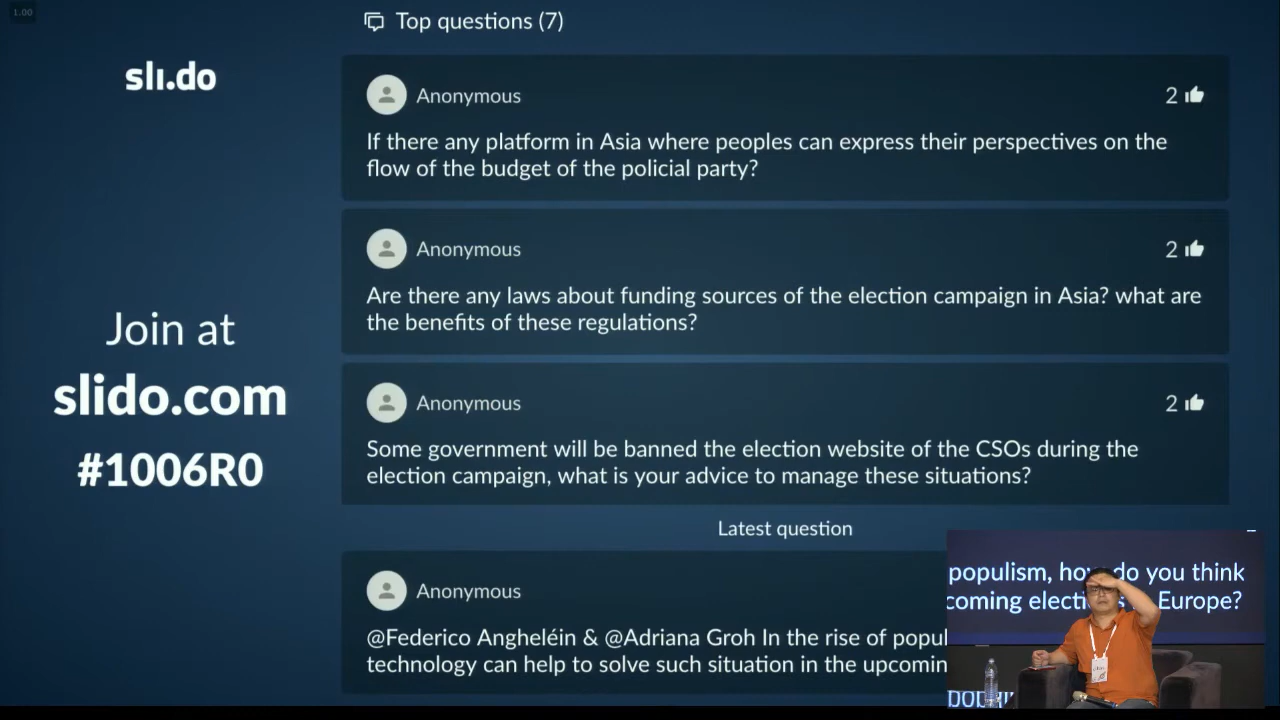 1.00
Top questions (7)
sli.do
Anonymous
2
If there any platform in Asia where peoples can express their perspectives on the
flow of the budget of the policial party?
Anonymous
2
Are there any laws about funding sources of the election campaign in Asia? what are
the benefits of these regulations?
Join at
slido.com
#1006R0
Anonymous
2
Some government will be banned the election website of the CSOs during the
election campaign, what is your advice to manage these situations?
Latest question
Anonymous
@Federico Angheléin & @Adriana Groh In the rise of popul
technology can help to solve such situation in the upcomin
populism, how do you think
coming elections Europe?